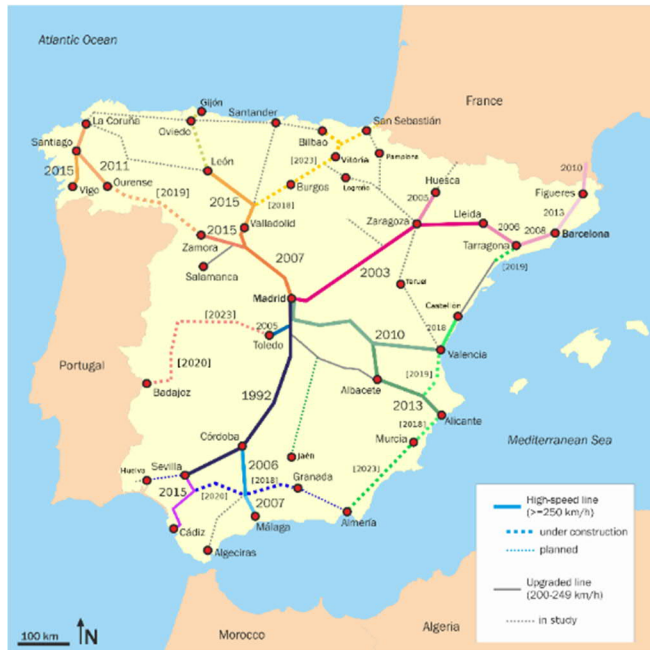 Atlantic Ocean
France
Gijón
La Coruña
Santander
San Sebastián
Oviedo
Bilbao
Santiago
León
[2023]
Vitoria
Pamplona
2011
2015
Vigo
Ourense
[2019]
Burgos
Logroño
Huesca
2010
2015
[2018]
2005
Figueres
2015
Valladolid
Zaragoza
Lleida
2006
2013
Zamora
2008
Barcelona
Salamanca
2007
2003
Tarragona
[2019]
Teruel
Madrid
Castellón
[2023]
2005
2010
2018
Toledo
Portugal
[2020]
Valencia
[2019]
Badajoz
Albacete
1992
2013
Alicante
[2018]
Córdoba
Murcia
Mediterranean Sea
Jaén
Huelva
Sevilla
2006
[2018]
Granada
[2023]
2015
[2020]
2007
Cádiz
Málaga
Almería
Algeciras
High-speed line
(>=250 km/h)
under construction
planned
Upgraded line
(200-249 km/h)
in study
100 km
N
Morocco
Algeria